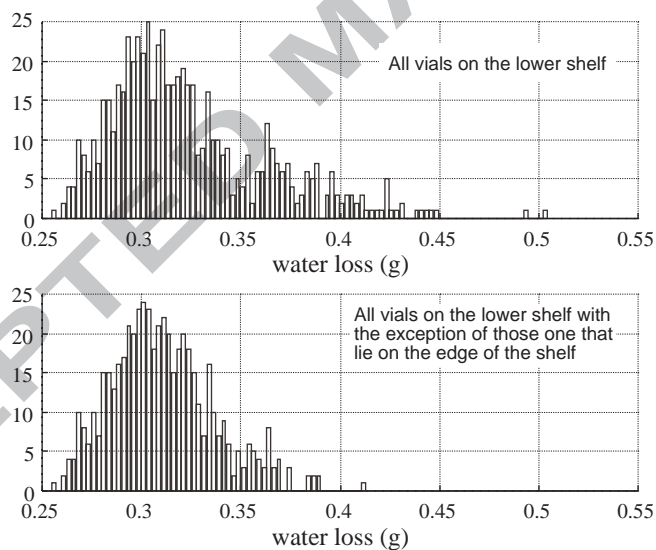 25
20
15
10
5
0
All vials on the lower shelf
0.25 0.3 0.35 0.4 0.45 0.5 0.55
water loss (g)
25
20
15
10
5
0
All vials on the lower shelf with
the exception of those one that
lie on the edge of the shelf
0.25 0.3 0.35 0.4 0.45 0.5 0.55
water loss (g)
PTED MA